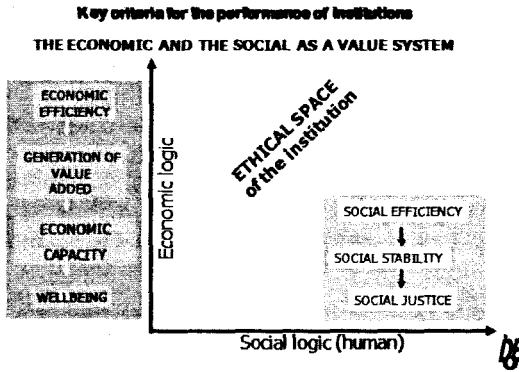 Key criteria for the performance of institutions
THE ECONOMIC AND THE SOCIAL AS A VALUE SYSTEM
ECONOMIC
EFFICIENCY
GENERATION OF
VALUE
ADDED
ECONOMIC
CAPACITY
WELLBEING
Economic logic
ETHICAL SPACE
of the institution
SOCIAL EFFICIENCY
SOCIAL STABILITY
SOCIAL JUSTICE
Social logic (human)